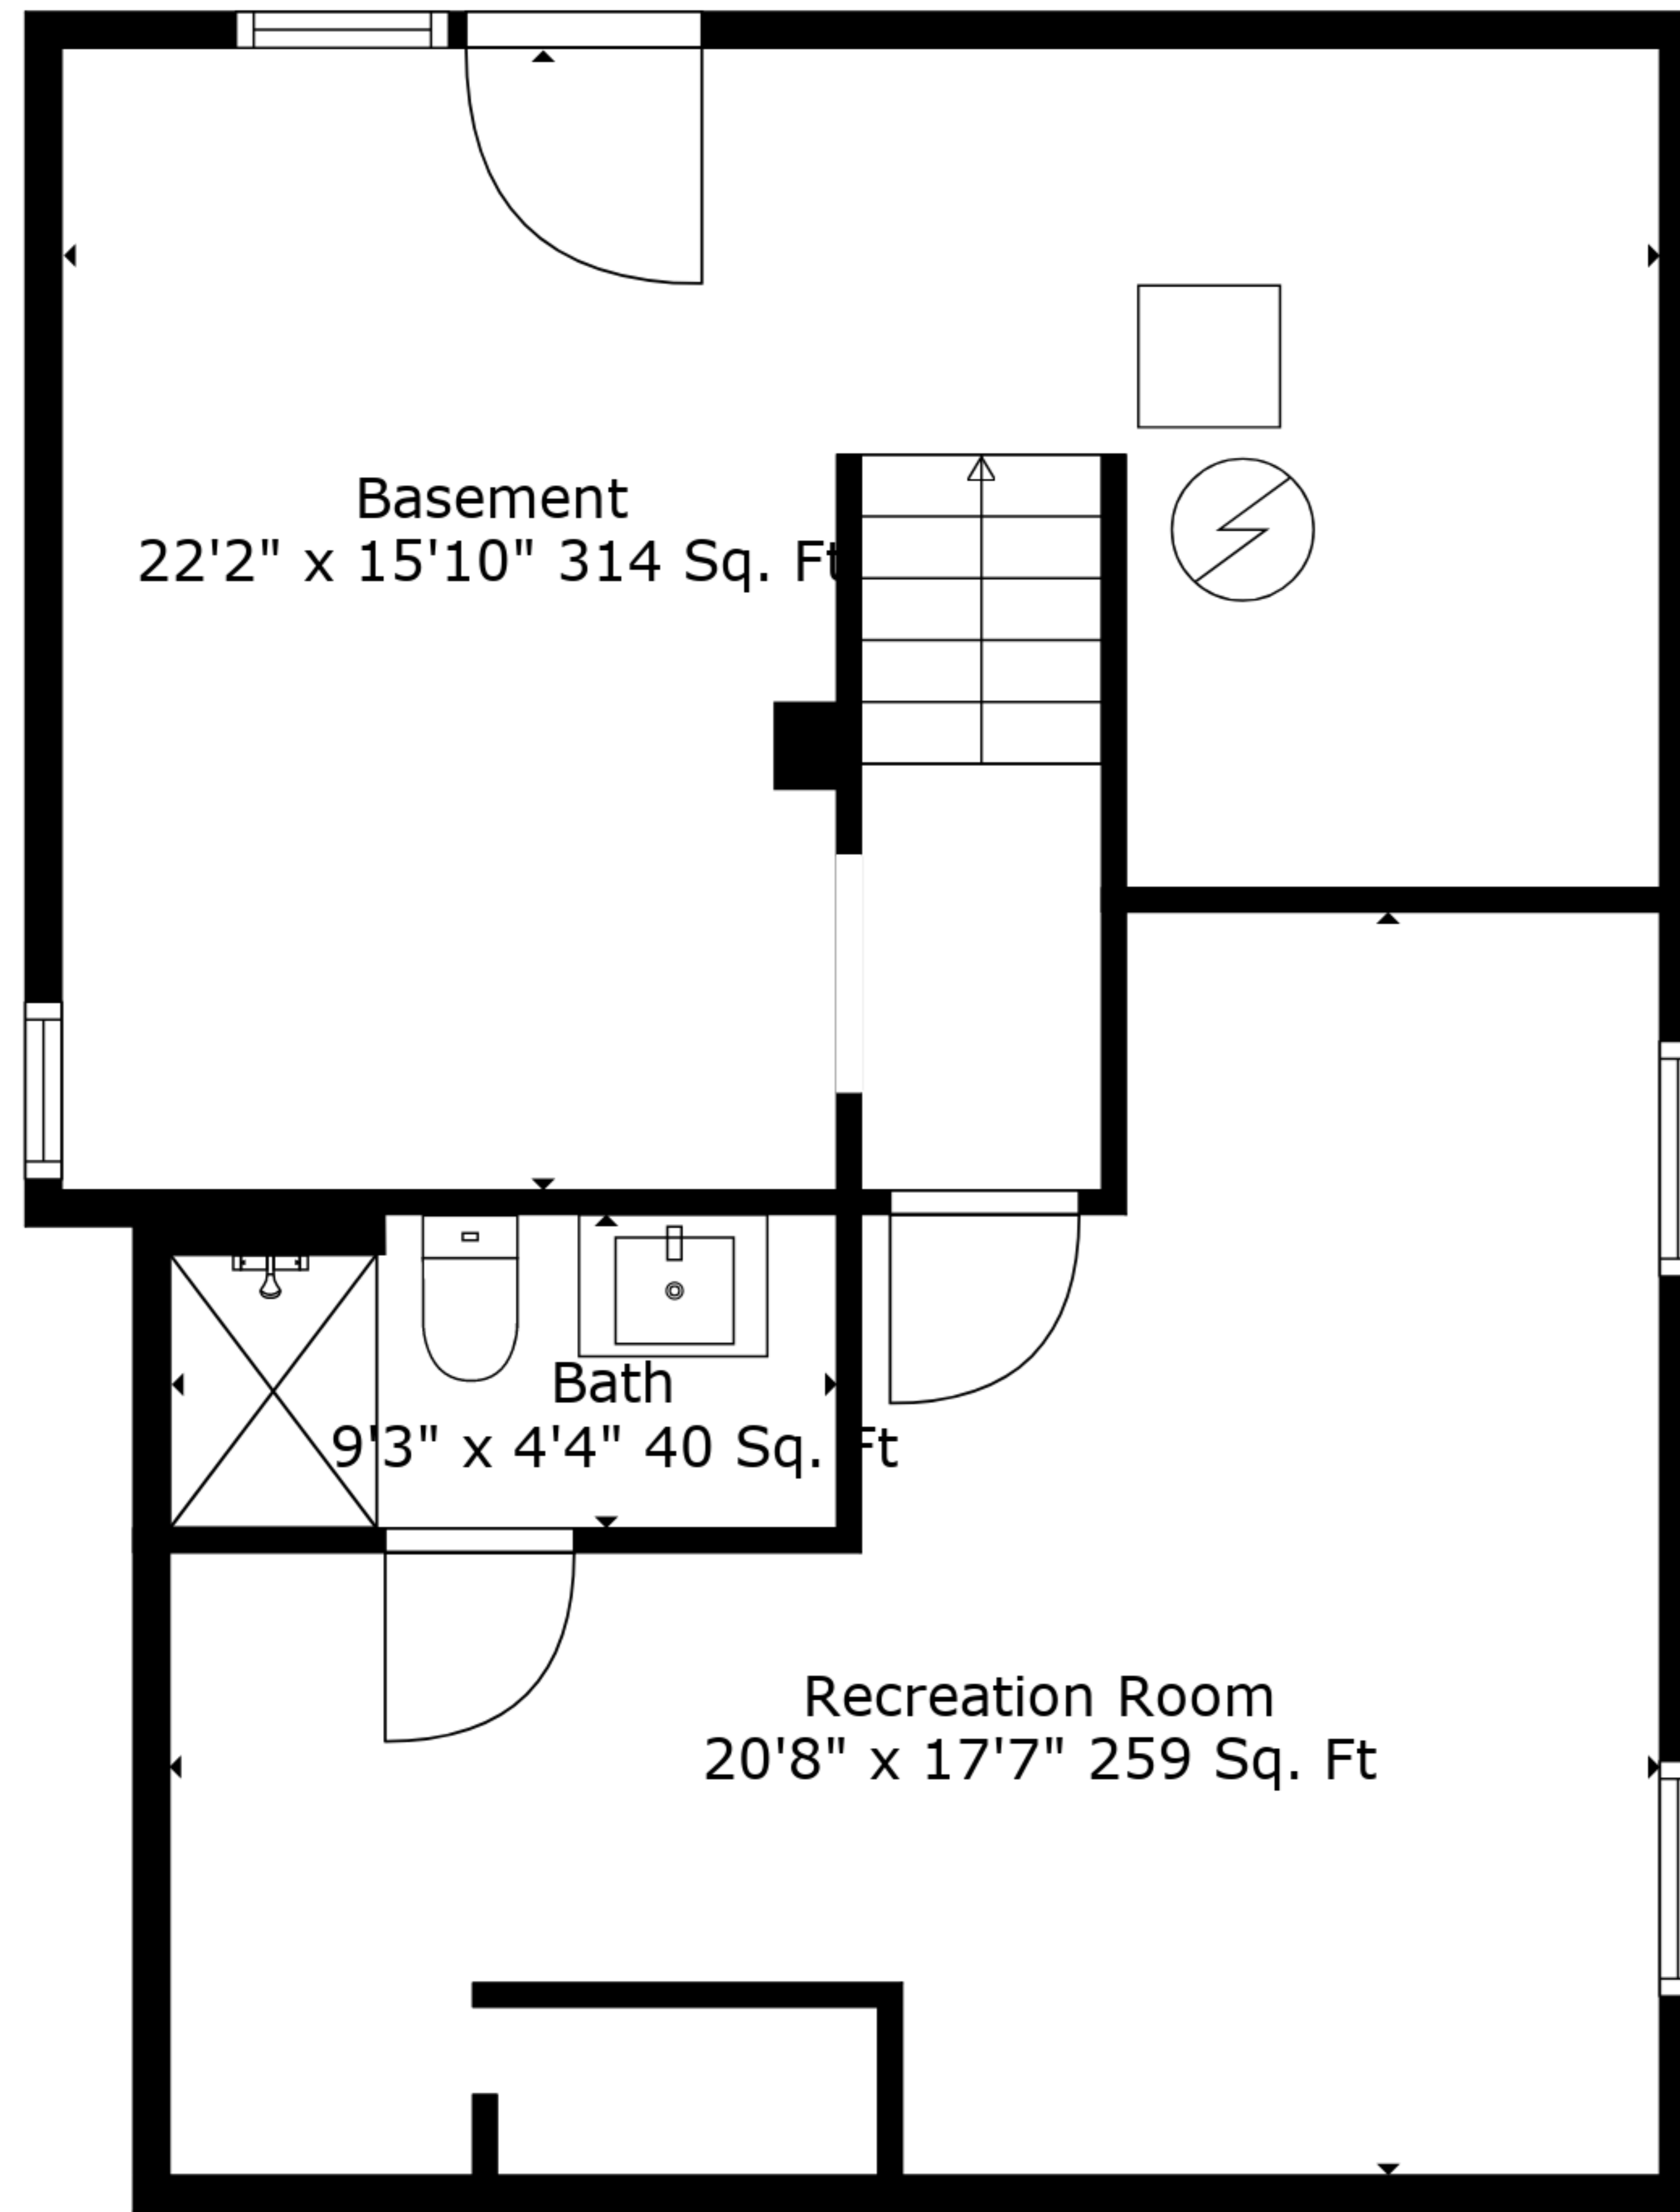 Basement
22'2" x 15'10" 314 Sq. Ft
Bath
9'3" x 4'4" 40 Sq. Ft
Recreation Room
20'8" x 17'7" 259 Sq. Ft